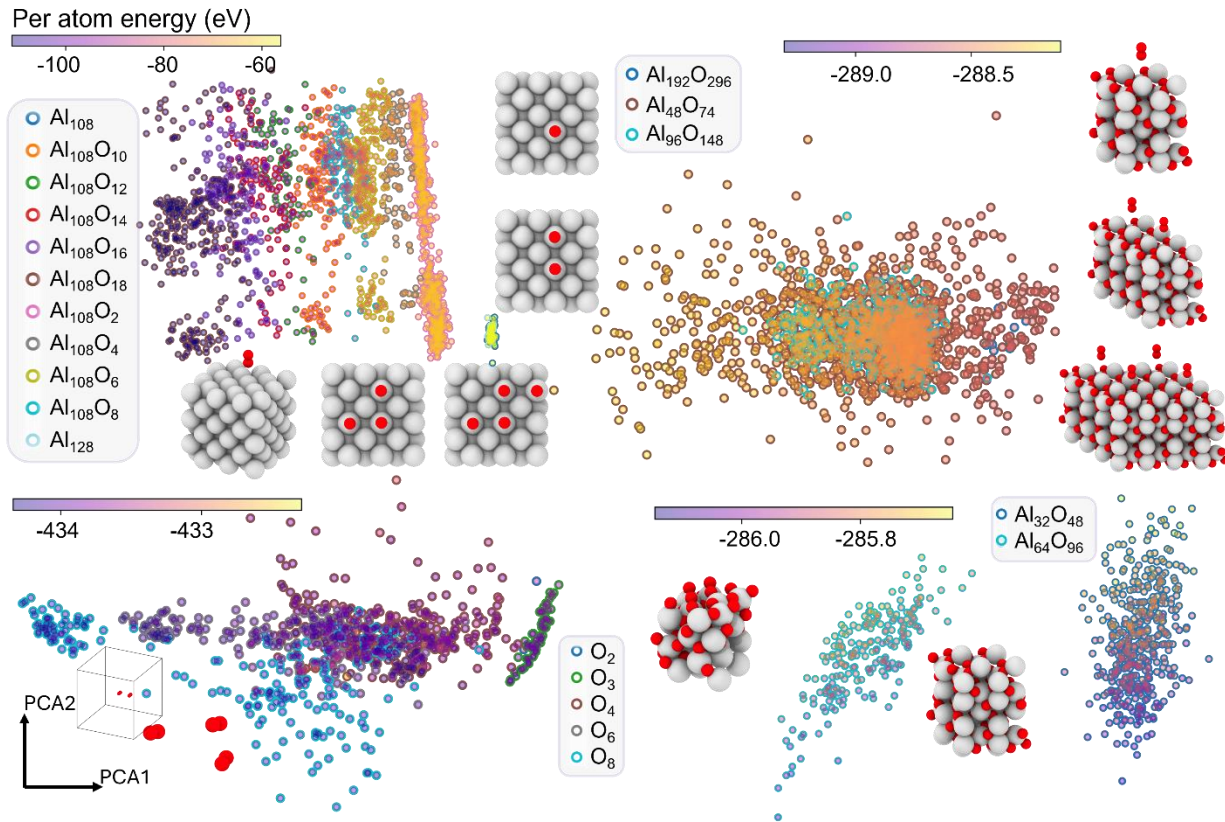 Per atom energy (eV)
-100 -80 -60
Al₁₀₈
Al₁₀₈O₁₀
Al₁₀₈O₁₂
Al₁₀₈O₁₄
Al₁₀₈O₁₆
Al₁₀₈O₁₈
Al₁₀₈O₂
Al₁₀₈O₄
Al₁₀₈O₆
Al₁₀₈O₈
Al₁₂₈
-289.0 -288.5
Al₁₉₂O₂₉₆
Al₄₈O₇₄
Al₉₆O₁₄₈
-434 -433
O₂
O₃
O₄
O₆
O₈
PCA2
PCA1
-286.0 -285.8
Al₃₂O₄₈
Al₆₄O₉₆